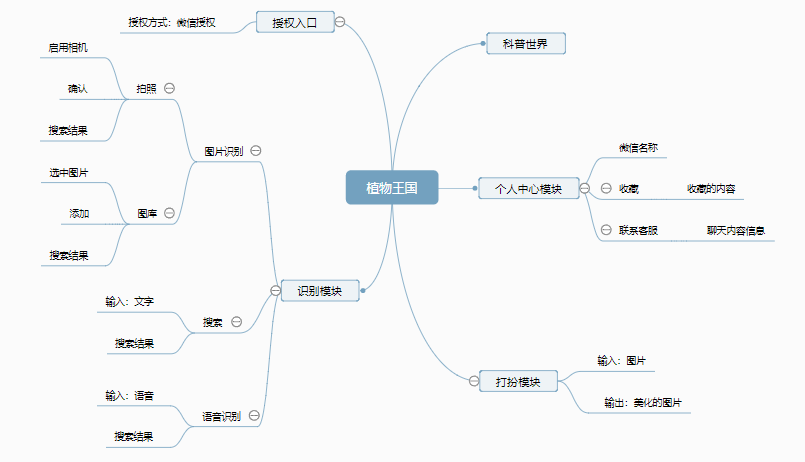 授权方式：微信授权
授权入口
科普世界
启用相机
确认
搜索结果
拍照
图片识别
选中图片
添加
搜索结果
图库
植物王国
个人中心模块
微信名称
收藏
收藏的内容
联系客服
聊天内容信息
识别模块
输入：文字
搜索结果
搜索
输入：语音
搜索结果
语音识别
打扮模块
输入：图片
输出：美化的图片